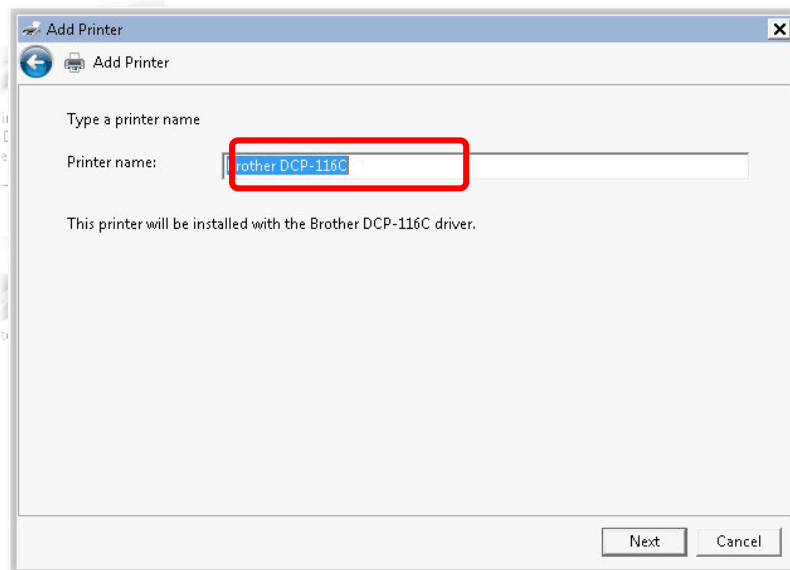 Add Printer
Add Printer
Type a printer name
Printer name: Brother DCP-116C
This printer will be installed with the Brother DCP-116C driver.
Next Cancel